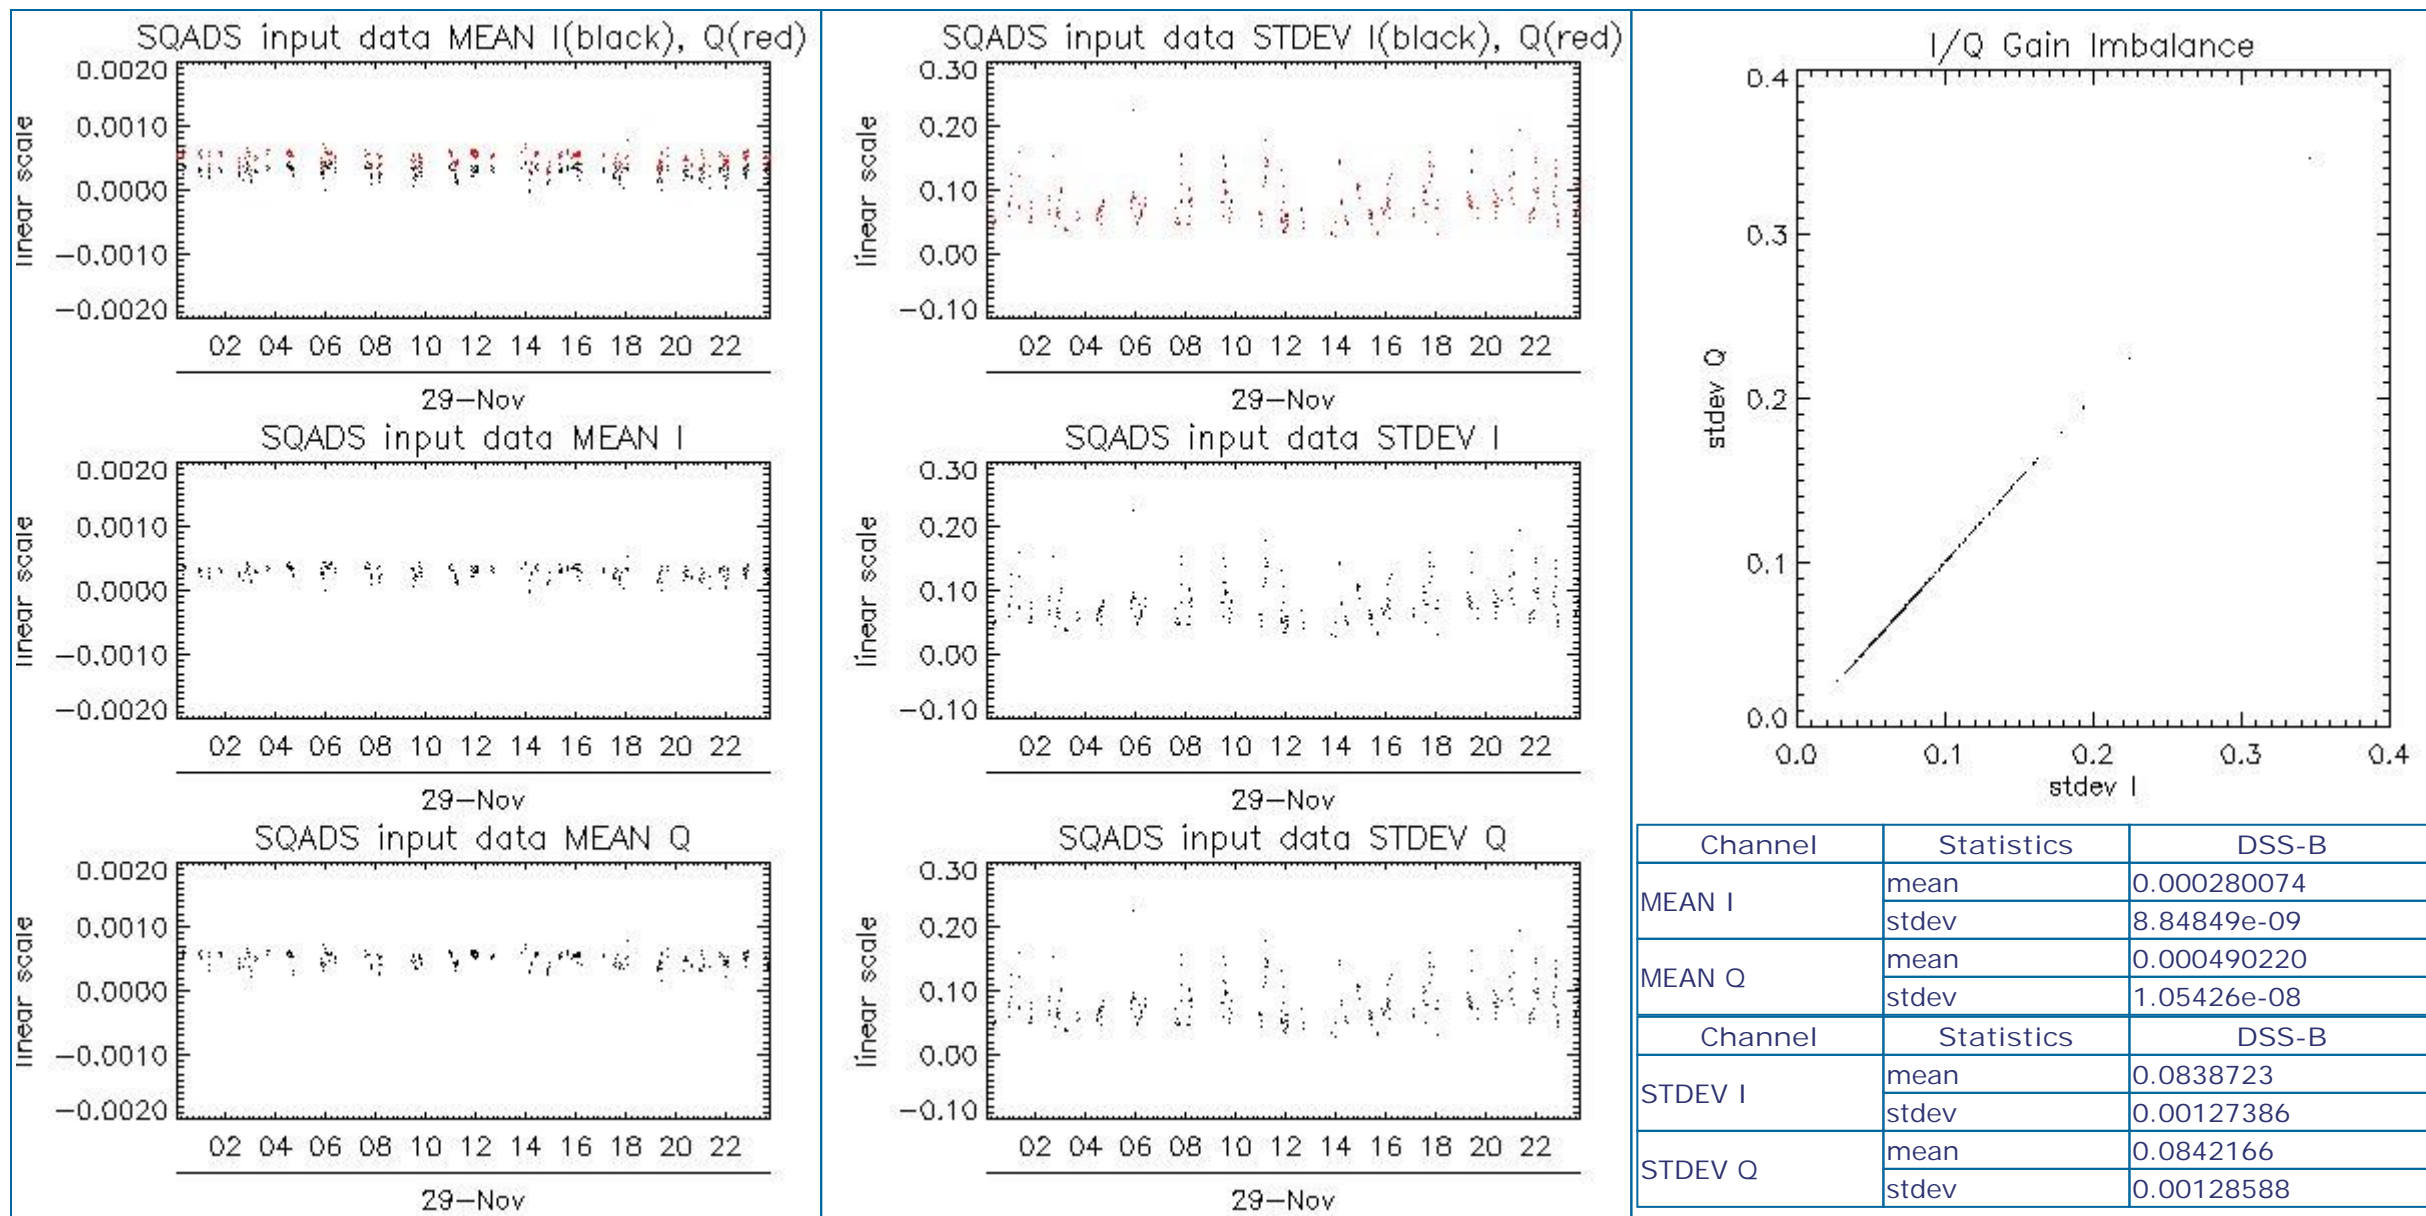 SQADS input data MEAN I(black), Q(red)
linear scale
0.0020
0.0010
0.0000
−0.0010
−0.0020
02 04 06 08 10 12 14 16 18 20 22
29−Nov
SQADS input data MEAN I
linear scale
0.0020
0.0010
0.0000
−0.0010
−0.0020
02 04 06 08 10 12 14 16 18 20 22
29−Nov
SQADS input data MEAN Q
linear scale
0.0020
0.0010
0.0000
−0.0010
−0.0020
02 04 06 08 10 12 14 16 18 20 22
29−Nov
SQADS input data STDEV I(black), Q(red)
linear scale
0.30
0.20
0.10
0.00
−0.10
02 04 06 08 10 12 14 16 18 20 22
29−Nov
SQADS input data STDEV I
linear scale
0.30
0.20
0.10
0.00
−0.10
02 04 06 08 10 12 14 16 18 20 22
29−Nov
SQADS input data STDEV Q
linear scale
0.30
0.20
0.10
0.00
−0.10
02 04 06 08 10 12 14 16 18 20 22
29−Nov
I/Q Gain Imbalance
stdev Q
0.4
0.3
0.2
0.1
0.0
0.0 0.1 0.2 0.3 0.4
stdev I
Channel Statistics DSS-B
MEAN I
mean 0.000280074
stdev 8.84849e-09
MEAN Q
mean 0.000490220
stdev 1.05426e-08
Channel Statistics DSS-B
STDEV I
mean 0.0838723
stdev 0.00127386
STDEV Q
mean 0.0842166
stdev 0.00128588